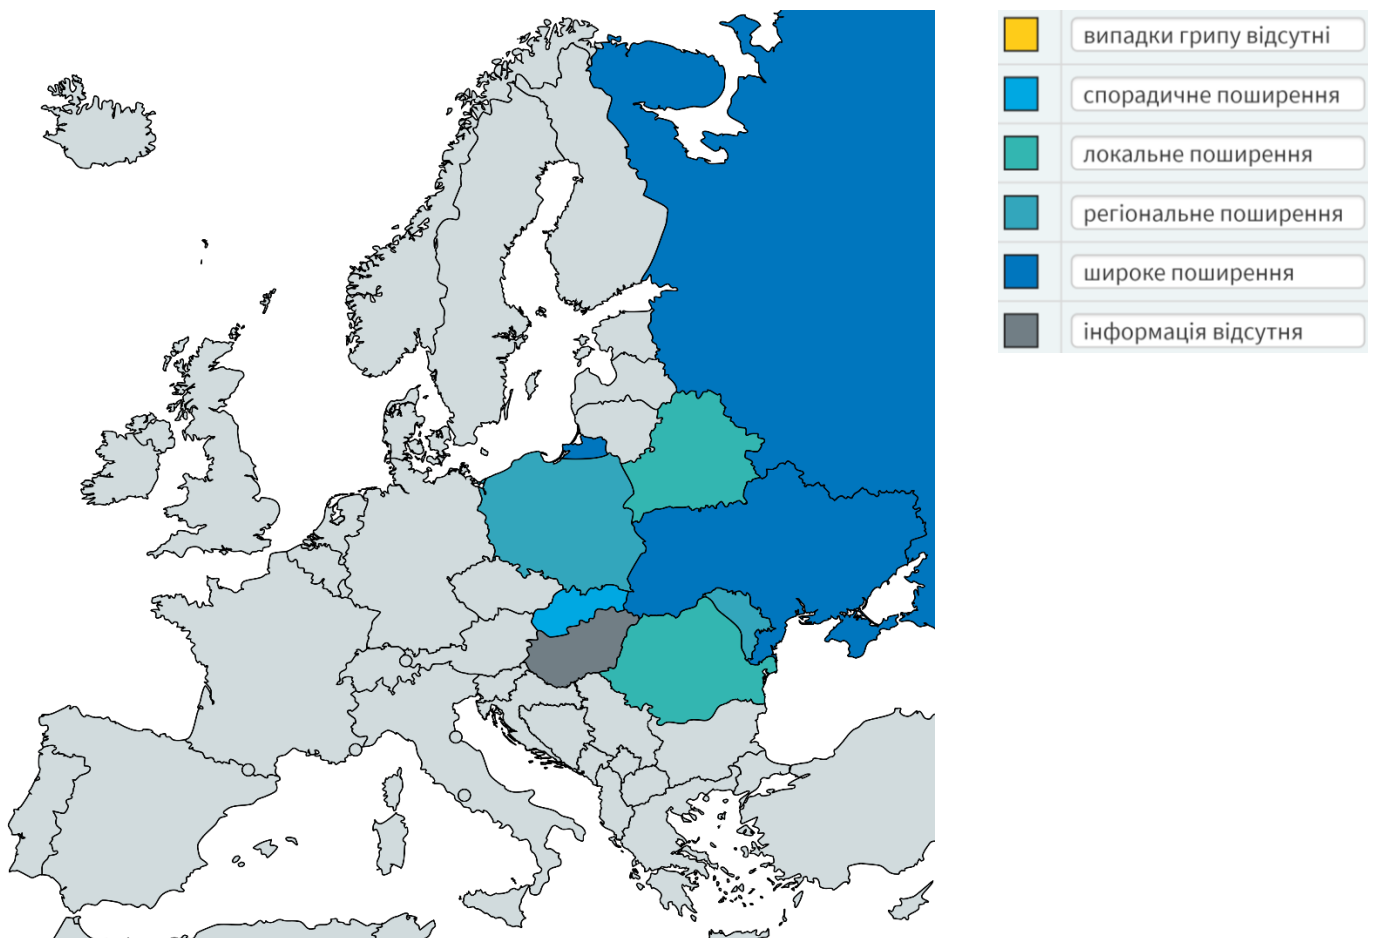 випадки грипу відсутні
спорадичне поширення
локальне поширення
регіональне поширення
широке поширення
інформація відсутня